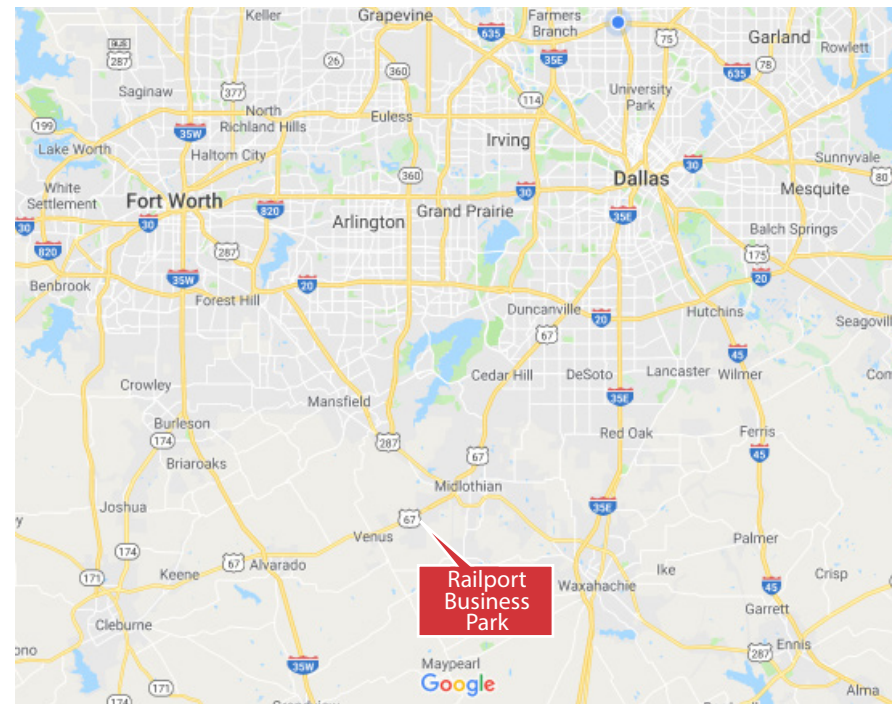 Keller
Grapevine
Farmers
Branch
635
75
Garland
BUS
287
Rowlett
26
360
35E
78
635
Saginaw
377
University
Park
114
199
North
Richland Hills
Euless
35W
Irving
Lake Worth
Haltom City
360
30
Sunnyvale
White
Settlement
Fort Worth
30
Dallas
80
Mesquite
820
Arlington
Grand Prairie
35E
30
30
820
287
Balch Springs
175
35W
20
20
Benbrook
Forest Hill
Duncanville
20
Hutchins
Seagovill
67
45
Cedar Hill
DeSoto
Lancaster
Wilmer
Com
Crowley
Mansfield
35E
Burleson
174
287
Red Oak
Ferris
Briaroaks
67
45
Midlothian
Joshua
35E
y
67
Venus
Palmer
174
67
Alvarado
Keene
171
Railport
Business
Park
Waxahachie
Ike
Crisp
45
Garrett
Cleburne
Ennis
ono
287
35W
Maypearl
Google
171
174
Alma